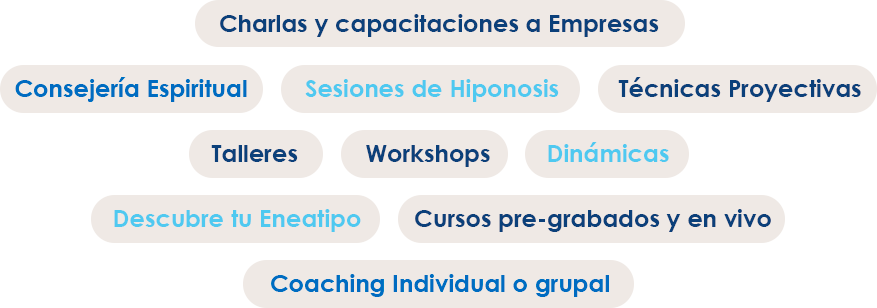 Charlas y capacitaciones a Empresas
Consejería Espiritual Sesiones de Hiponosis Técnicas Proyectivas
Talleres Workshops Dinámicas
Descubre tu Eneatipo Cursos pre-grabados y en vivo
Coaching Individual o grupal